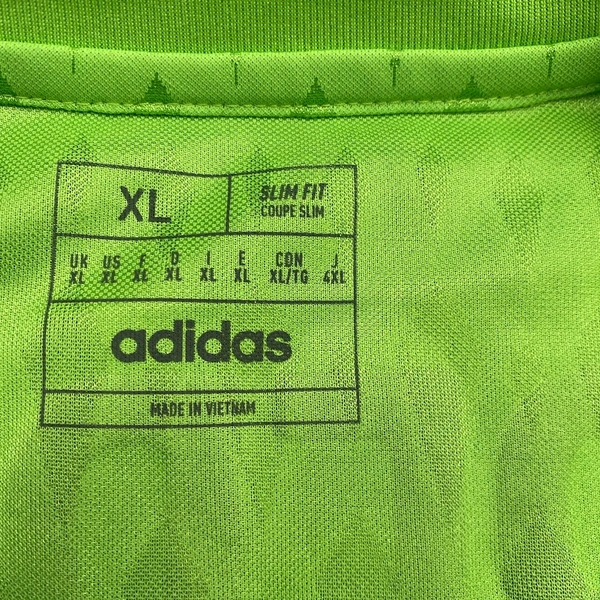 XL
SLIM FIT
COUPE SLIM
UK US F D I E CDN J
XL XL XL XL XL XL XL/TG 4XL
adidas
MADE IN VIETNAM